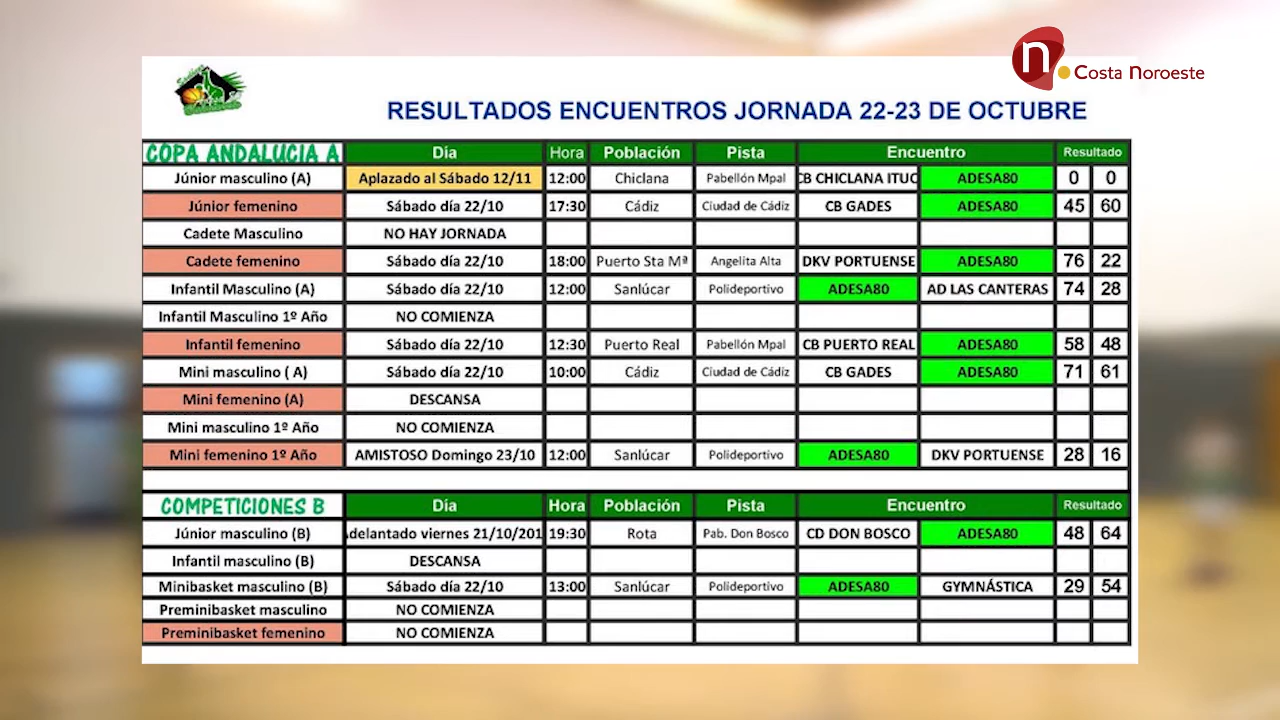 n. Costa Noroeste
RESULTADOS ENCUENTROS JORNADA 22-23 DE OCTUBRE
COPA ANDALUCIA A Día Hora Población Pista Encuentro Resultado
Júnior masculino (A) Aplazado al Sábado 12/11 12:00 Chiclana Pabellón Mpal CB CHICLANA ITUC ADESA80 0 0
Júnior femenino Sábado día 22/10 17:30 Cádiz Ciudad de Cádiz CB GADES ADESA80 45 60
Cadete Masculino NO HAY JORNADA
Cadete femenino Sábado día 22/10 18:00 Puerto Sta Mª Angelita Alta DKV PORTUENSE ADESA80 76 22
Infantil Masculino (A) Sábado día 22/10 12:00 Sanlúcar Polideportivo ADESA80 AD LAS CANTERAS 74 28
Infantil Masculino 1º Año NO COMIENZA
Infantil femenino Sábado día 22/10 12:30 Puerto Real Pabellón Mpal CB PUERTO REAL ADESA80 58 48
Mini masculino ( A) Sábado día 22/10 10:00 Cádiz Ciudad de Cádiz CB GADES ADESA80 71 61
Mini femenino (A) DESCANSA
Mini masculino 1º Año NO COMIENZA
Mini femenino 1º Año AMISTOSO Domingo 23/10 12:00 Sanlúcar Polideportivo ADESA80 DKV PORTUENSE 28 16
COMPETICIONES B Día Hora Población Pista Encuentro Resultado
Júnior masculino (B) delantado viernes 21/10/201 19:30 Rota Pab. Don Bosco CD DON BOSCO ADESA80 48 64
Infantil masculino (B) DESCANSA
Minibasket masculino (B) Sábado día 22/10 13:00 Sanlúcar Polideportivo ADESA80 GYMNÁSTICA 29 54
Preminibasket masculino NO COMIENZA
Preminibasket femenino NO COMIENZA